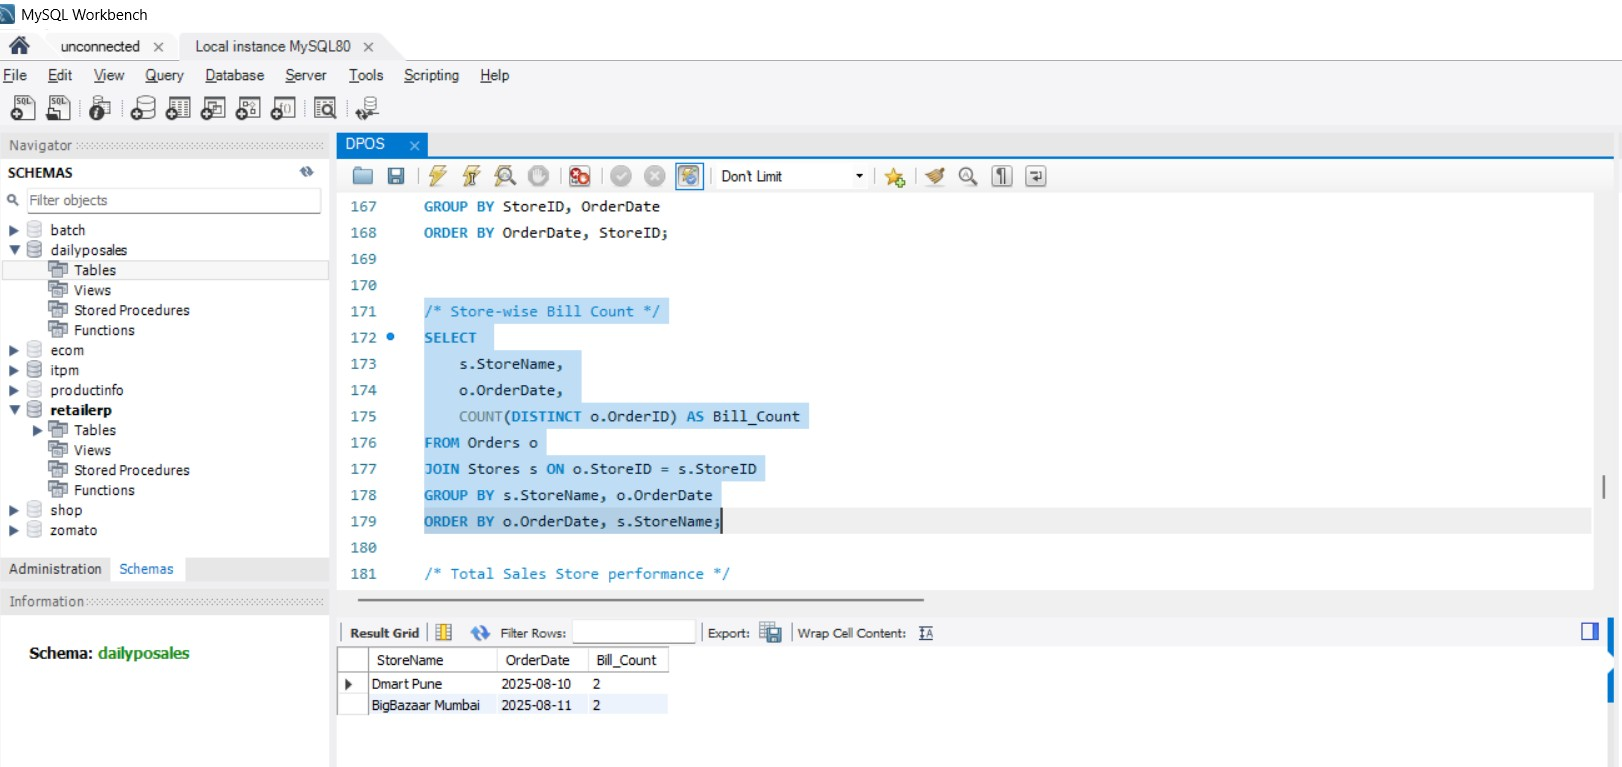 MySQL Workbench
unconnected
Local instance MySQL80
File Edit View Query Database Server Tools Scripting Help
Navigator
SCHEMAS
Filter objects
batch
dailyposales
Tables
Views
Stored Procedures
Functions
ecom
itpm
productinfo
retailerp
Tables
Views
Stored Procedures
Functions
shop
zomato
Administration Schemas
Information
Schema: dailyposales
DPOS
Don't Limit
167 GROUP BY StoreID, OrderDate
168 ORDER BY OrderDate, StoreID;
169
170
171 /* Store-wise Bill Count */
172 SELECT
173 s.StoreName,
174 o.OrderDate,
175 COUNT(DISTINCT o.OrderID) AS Bill_Count
176 FROM Orders o
177 JOIN Stores s ON o.StoreID = s.StoreID
178 GROUP BY s.StoreName, o.OrderDate
179 ORDER BY o.OrderDate, s.StoreName;
180
181 /* Total Sales Store performance */
Result Grid Filter Rows: Export: Wrap Cell Content: IA
StoreName OrderDate Bill_Count
Dmart Pune 2025-08-10 2
BigBazaar Mumbai 2025-08-11 2